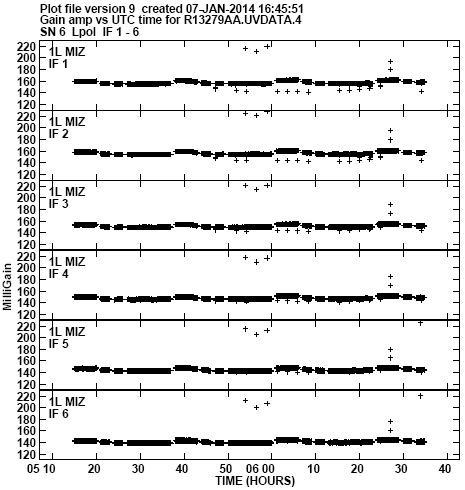 Plot file version 9 created 07-JAN-2014 16:45:51
Gain amp vs UTC time for R13279AA.UVDATA.4
SN 6 Lpol IF 1 - 6
220 1L MIZ
200 IF 1
180
160
140
120
220 1L MIZ
200 IF 2
180
160
140
120
220 1L MIZ
200 IF 3
180
160
140
120
220 1L MIZ
200 IF 4
180
160
140
120
220 1L MIZ
200 IF 5
180
160
140
120
220 1L MIZ
200 IF 6
180
160
140
120
MilliGain
05 10 20 30 40 50 06 00 10 20 30 40
TIME (HOURS)